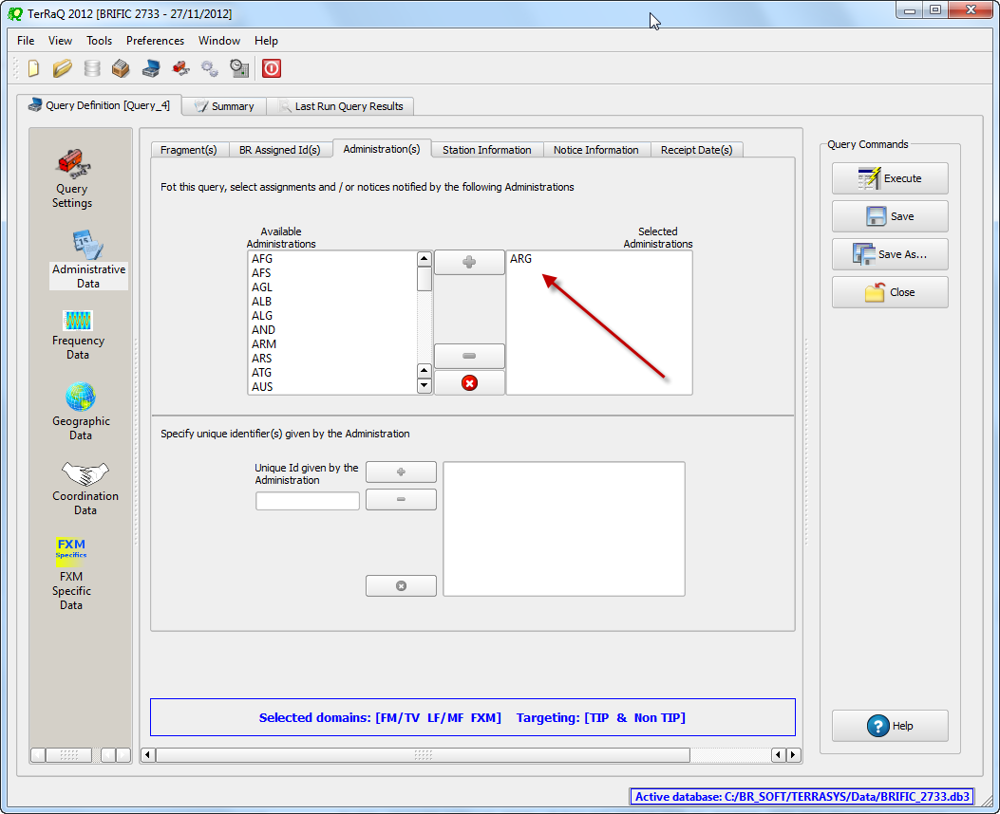 TerRaQ 2012 [BRIFIC 2733 - 27/11/2012]
File View Tools Preferences Window Help
Query Definition [Query_4] Summary Last Run Query Results
Query
Settings
Administrative
Data
Frequency
Data
Geographic
Data
Coordination
Data
FXM
Specifics
FXM
Specific
Data
Fragment(s) BR Assigned Id(s) Administration(s) Station Information Notice Information Receipt Date(s)
Fot this query, select assignments and / or notices notified by the following Administrations
Available
Administrations
AFG
AFS
AGL
ALB
ALG
AND
ARM
ARS
ATG
AUS
Selected
Administrations
ARG
Specify unique identifier(s) given by the Administration
Unique Id given by the
Administration
Selected domains: [FM/TV LF/MF FXM] Targeting: [TIP & Non TIP]
Query Commands
Execute
Save
Save As...
Close
Help
Active database: C:/BR_SOFT/TERRASYS/Data/BRIFIC_2733.db3